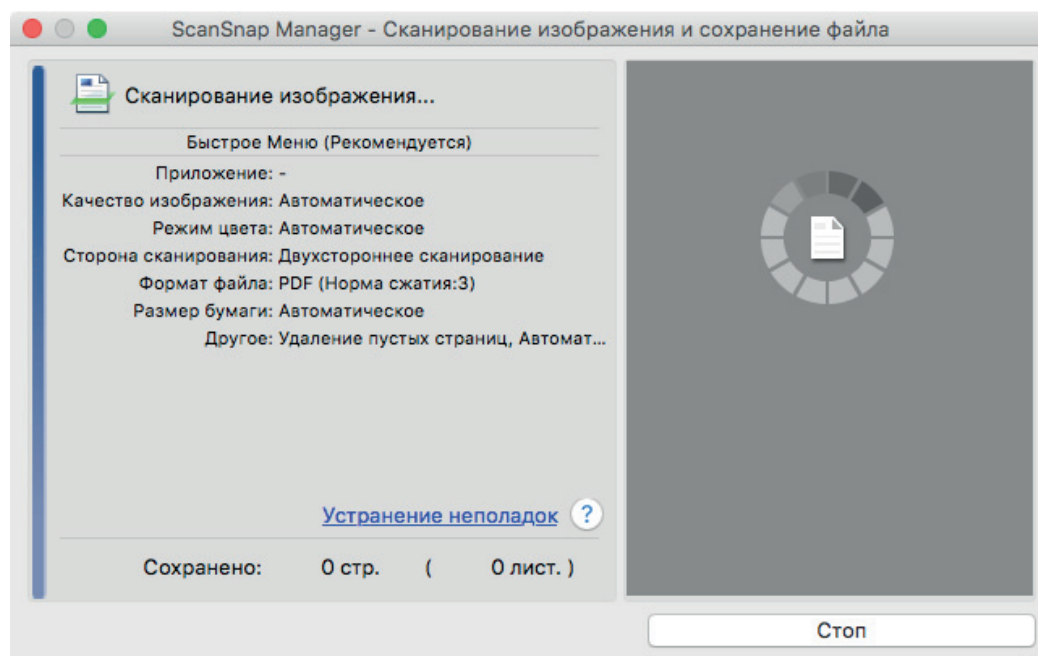 ScanSnap Manager - Сканирование изображения и сохранение файла
Сканирование изображения...
Быстрое Меню (Рекомендуется)
Приложение: -
Качество изображения: Автоматическое
Режим цвета: Автоматическое
Сторона сканирования: Двухстороннее сканирование
Формат файла: PDF (Норма сжатия:3)
Размер бумаги: Автоматическое
Другое: Удаление пустых страниц, Автомат...
Устранение неполадок ?
Сохранено: 0 стр. ( 0 лист. )
Стоп